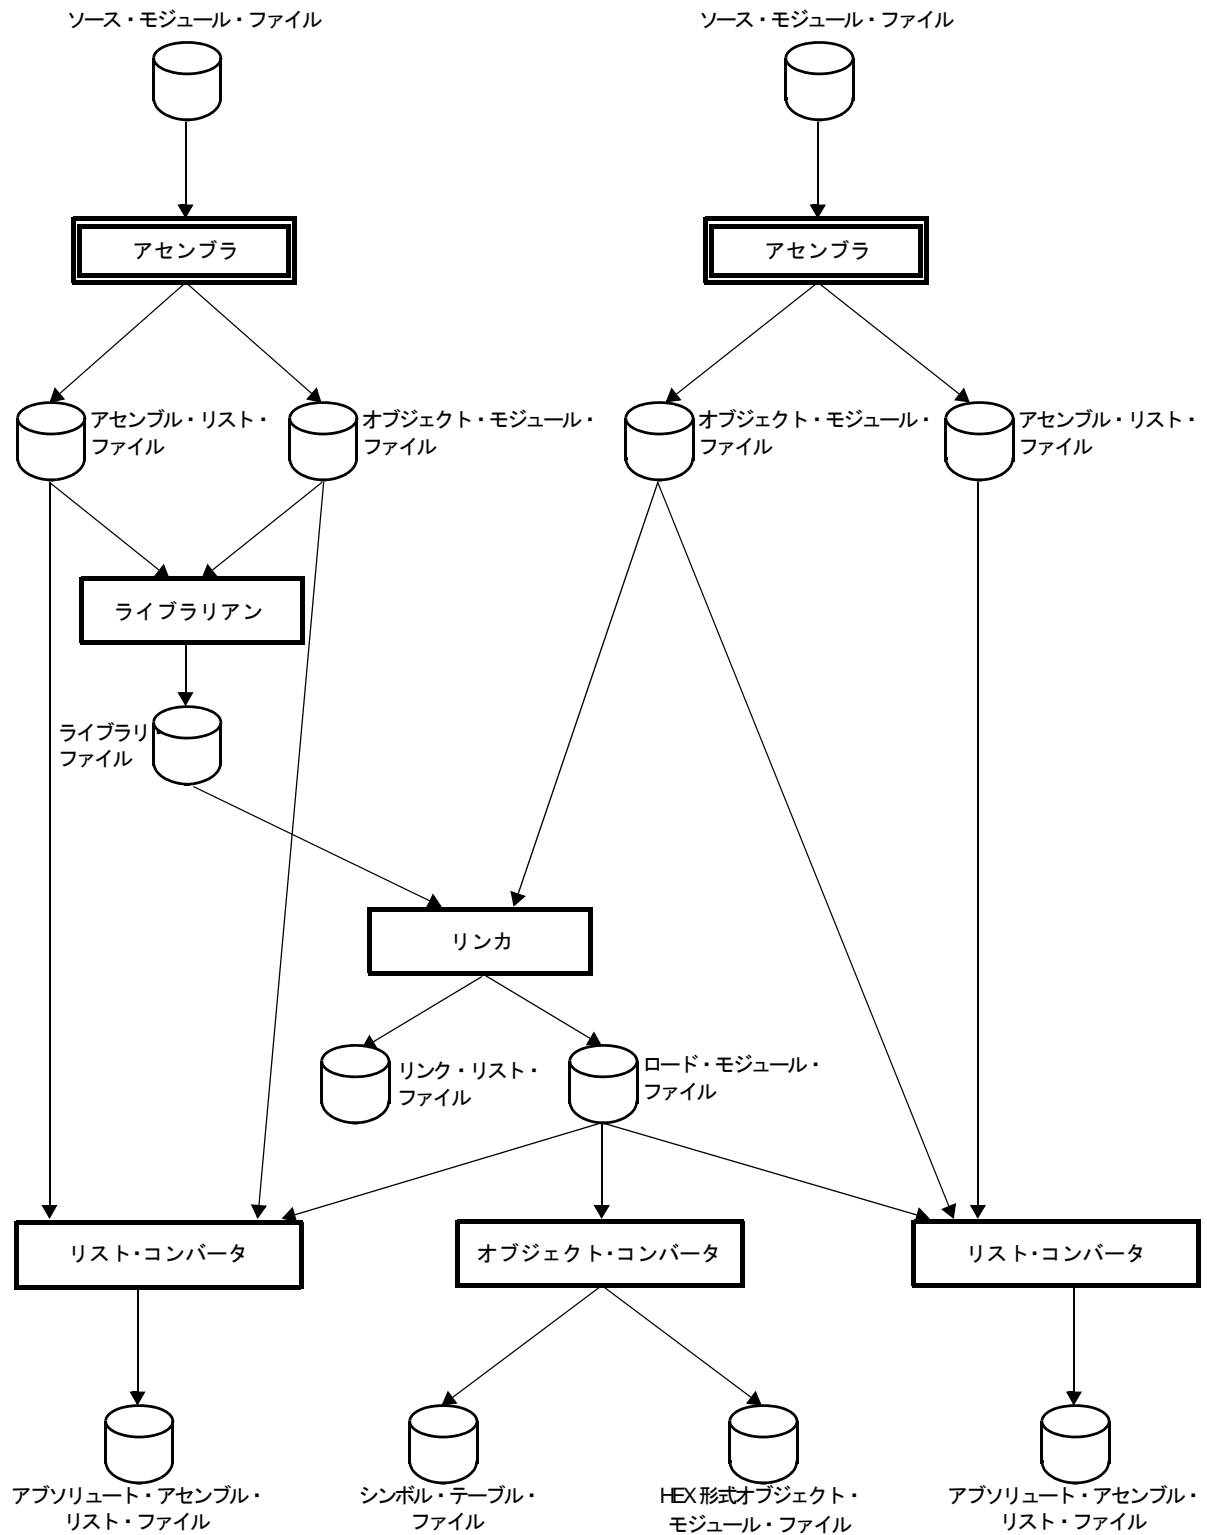 ソース・モジュール・ファイル
ソース・モジュール・ファイル
アセンブラ
アセンブラ
アセンブル・リスト・
ファイル
オブジェクト・モジュール・
ファイル
オブジェクト・モジュール・
ファイル
アセンブル・リスト・
ファイル
ライブラリアン
ライブラリ・
ファイル
リンカ
リンク・リスト・
ファイル
ロード・モジュール・
ファイル
リスト・コンバータ
オブジェクト・コンバータ
リスト・コンバータ
アブソリュート・アセンブル・
リスト・ファイル
シンボル・テーブル・
ファイル
HEX形式オブジェクト・
モジュール・ファイル
アブソリュート・アセンブル・
リスト・ファイル